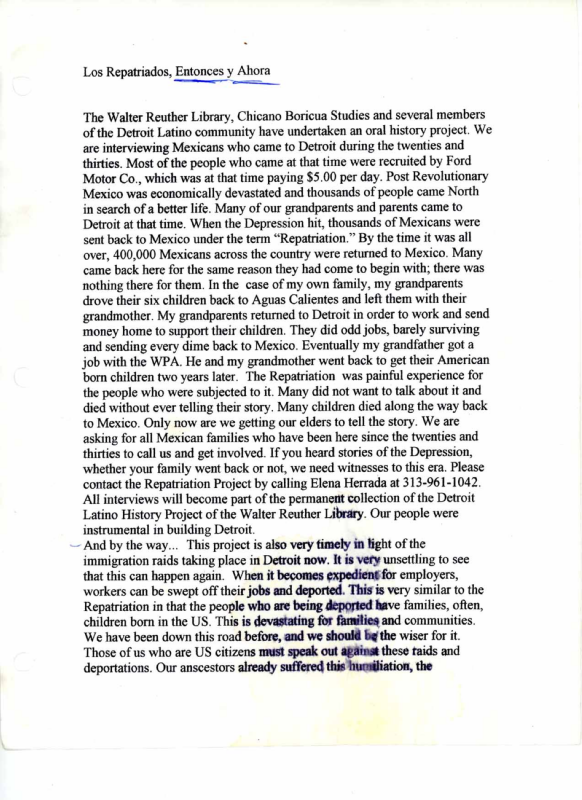 Los Repatriados, Entonces y Ahora
The Walter Reuther Library, Chicano Boricua Studies and several members
of the Detroit Latino community have undertaken an oral history project. We
are interviewing Mexicans who came to Detroit during the twenties and
thirties. Most of the people who came at that time were recruited by Ford
Motor Co., which was at that time paying $5.00 per day. Post Revolutionary
Mexico was economically devastated and thousands of people came North
in search of a better life. Many of our grandparents and parents came to
Detroit at that time. When the Depression hit, thousands of Mexicans were
sent back to Mexico under the term “Repatriation.” By the time it was all
over, 400,000 Mexicans across the country were returned to Mexico. Many
came back here for the same reason they had come to begin with; there was
nothing there for them. In the case of my own family, my grandparents
drove their six children back to Aguas Calientes and left them with their
grandmother. My grandparents returned to Detroit in order to work and send
money home to support their children. They did odd jobs, barely surviving
and sending every dime back to Mexico. Eventually my grandfather got a
job with the WPA. He and my grandmother went back to get their American
born children two years later. The Repatriation was painful experience for
the people who were subjected to it. Many did not want to talk about it and
died without ever telling their story. Many children died along the way back
to Mexico. Only now are we getting our elders to tell the story. We are
asking for all Mexican families who have been here since the twenties and
thirties to call us and get involved. If you heard stories of the Depression,
whether your family went back or not, we need witnesses to this era. Please
contact the Repatriation Project by calling Elena Herrada at 313-961-1042.
All interviews will become part of the permanent collection of the Detroit
Latino History Project of the Walter Reuther Library. Our people were
instrumental in building Detroit.
And by the way... This project is also very timely in light of the
immigration raids taking place in Detroit now. It is very unsettling to see
that this can happen again. When it becomes expedient for employers,
workers can be swept off their jobs and deported. This is very similar to the
Repatriation in that the people who are being deported have families, often,
children born in the US. This is devastating for families and communities.
We have been down this road before, and we should be the wiser for it.
Those of us who are US citizens must speak out against these raids and
deportations. Our anscestors already suffered this humiliation, the